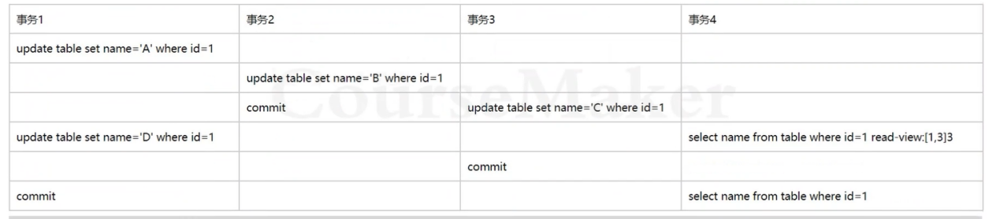 事务1 事务2 事务3 事务4
update table set name='A' where id=1
update table set name='B' where id=1
commit update table set name='C' where id=1
update table set name='D' where id=1 select name from table where id=1 read-view:[1,3]3
commit
commit select name from table where id=1
CourseMaker